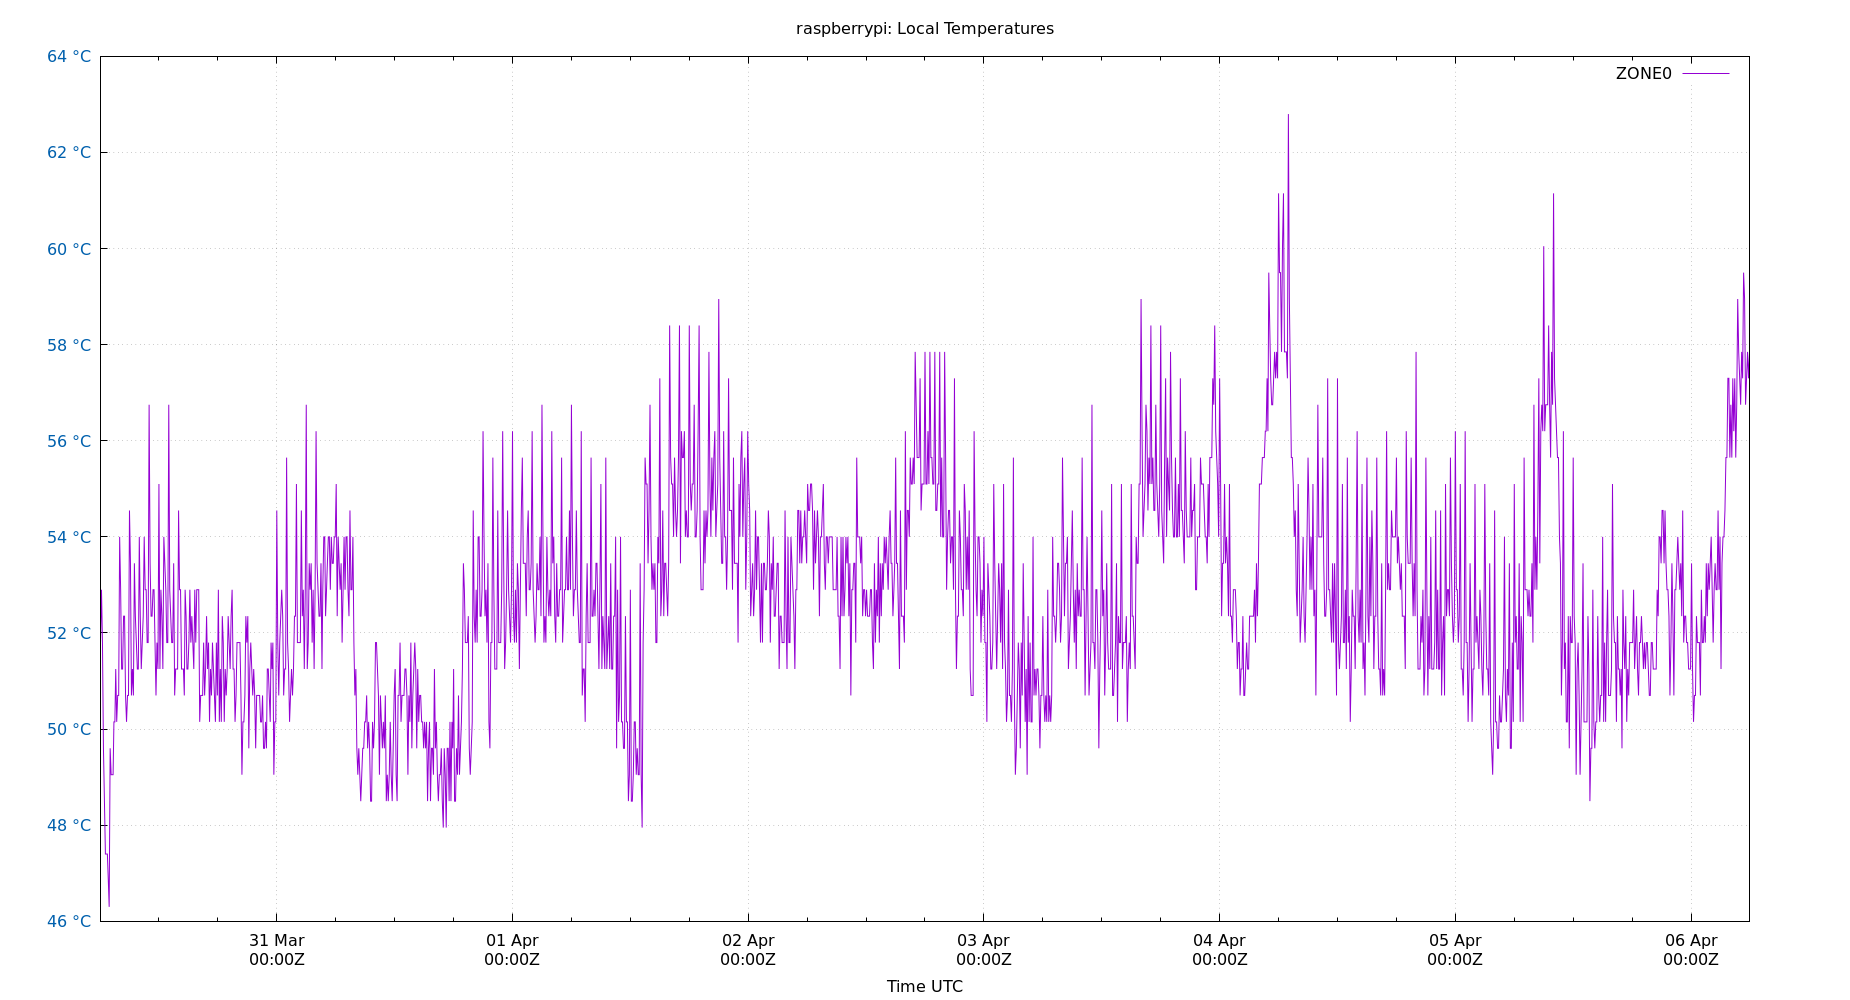 raspberrypi: Local Temperatures
64 °C
ZONE0
62 °C
60 °C
58 °C
56 °C
54 °C
52 °C
50 °C
48 °C
46 °C
31 Mar 01 Apr 02 Apr 03 Apr 04 Apr 05 Apr 06 Apr
00:00Z 00:00Z 00:00Z 00:00Z 00:00Z 00:00Z 00:00Z
Time UTC